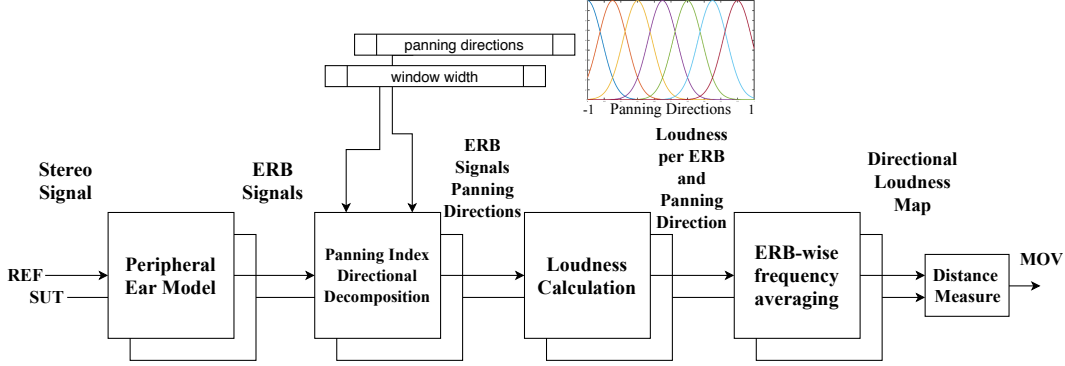 panning directions
window width
-1
Panning Directions
1
Stereo
Signal
ERB
Signals
ERB
Signals
Panning
Directions
Loudness
per ERB
and
Panning
Direction
Directional
Loudness
Map
REF
SUT
Peripheral
Ear Model
Panning Index
Directional
Decomposition
Loudness
Calculation
ERB-wise
frequency
averaging
Distance
Measure
MOV